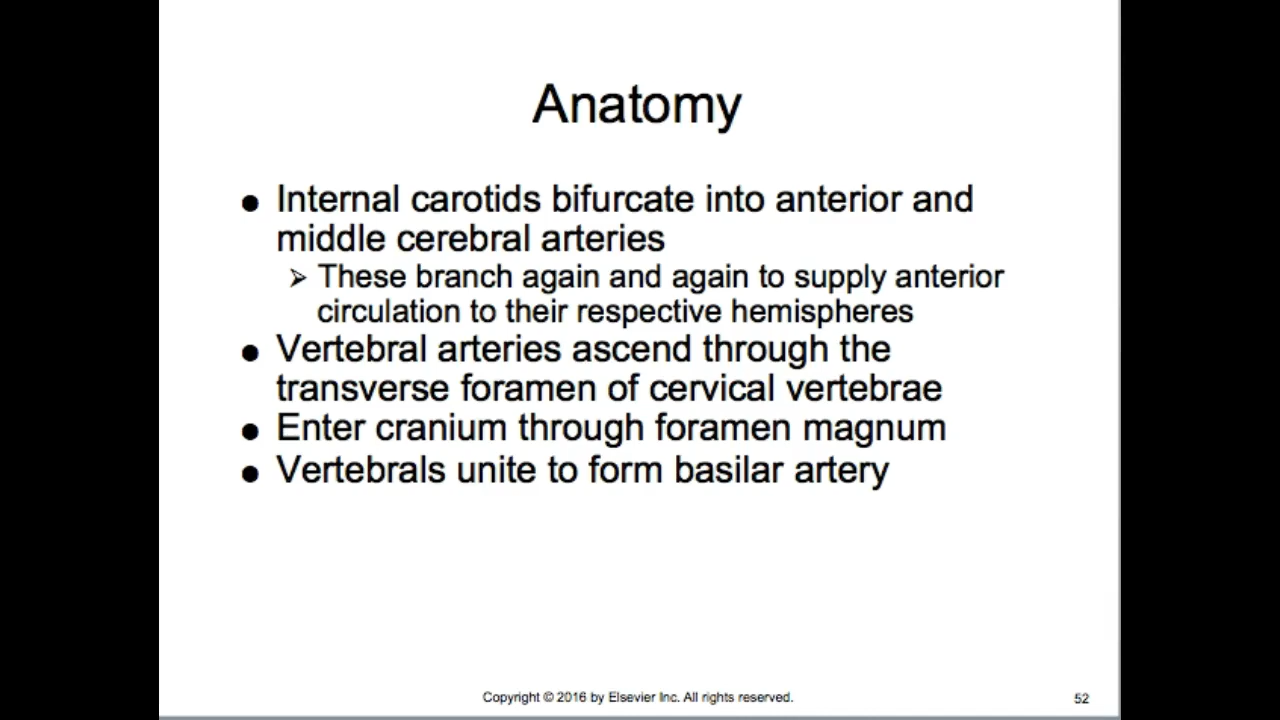 Anatomy
● Internal carotids bifurcate into anterior and
middle cerebral arteries
➢ These branch again and again to supply anterior
circulation to their respective hemispheres
● Vertebral arteries ascend through the
transverse foramen of cervical vertebrae
● Enter cranium through foramen magnum
● Vertebrals unite to form basilar artery
Copyright © 2016 by Elsevier Inc. All rights reserved.
52